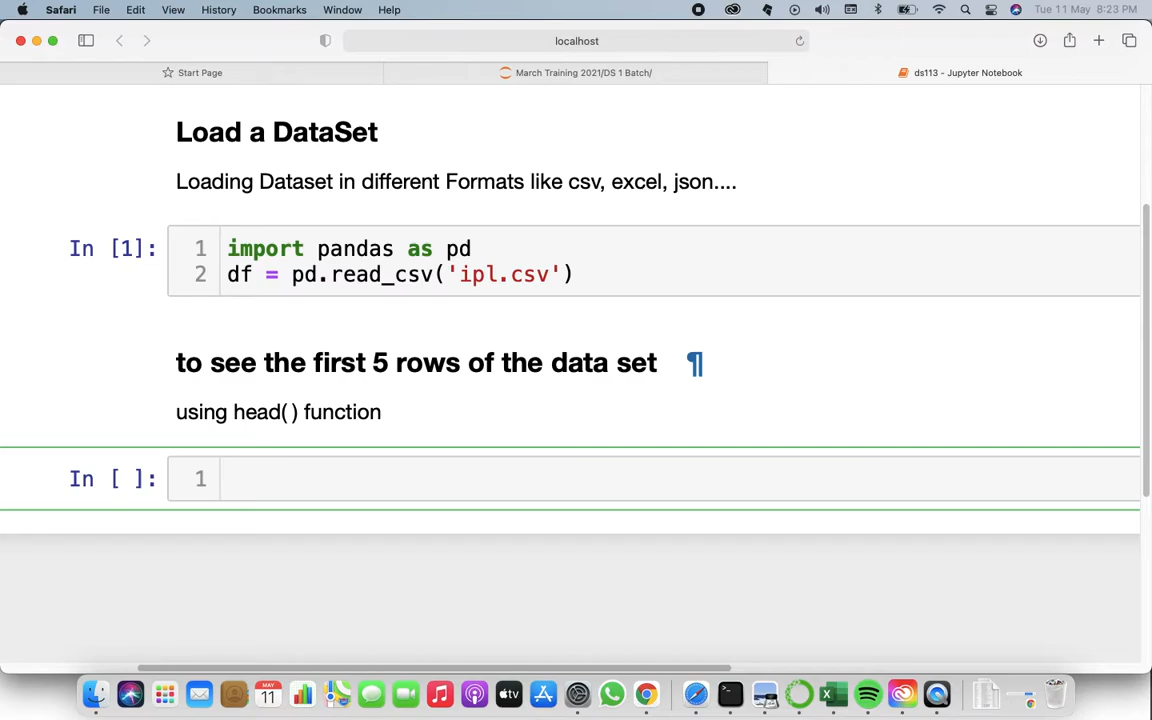 Safari File Edit View History Bookmarks Window Help Tue 11 May 8:23 PM
localhost
Start Page March Training 2021/DS 1 Batch/ ds113 - Jupyter Notebook
Load a DataSet
Loading Dataset in different Formats like csv, excel, json....
In [1]: 1 import pandas as pd
2 df = pd.read_csv('ipl.csv')
to see the first 5 rows of the data set ¶
using head( ) function
In [ ]: 1
MAY
11
tv